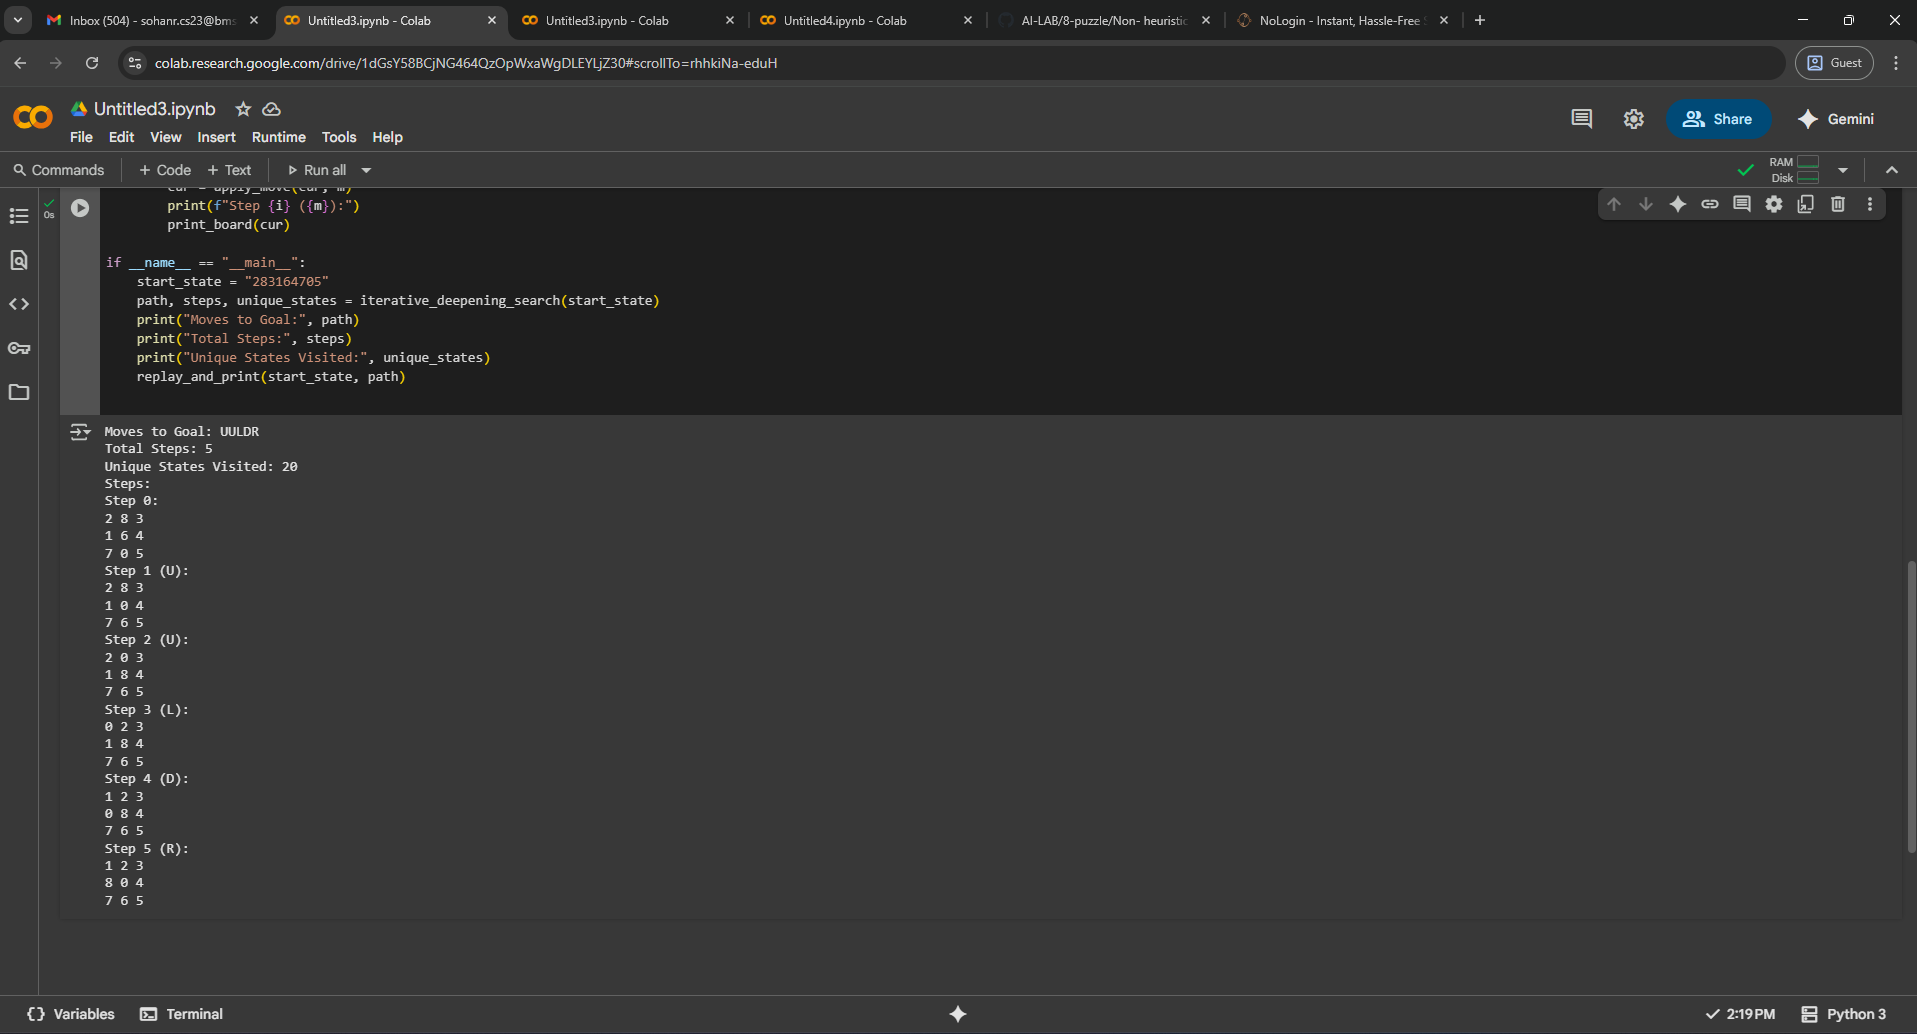 Inbox (504) - sohanr.cs23@bms
Untitled3.ipynb - Colab
Untitled3.ipynb - Colab
Untitled4.ipynb - Colab
AI-LAB/8-puzzle/Non- heuristic
NoLogin - Instant, Hassle-Free
colab.research.google.com/drive/1dGsY58BCjNG464QzOpWxaWgDLEYLjZ30#scrollTo=rhhkiNa-eduH
Guest
Untitled3.ipynb
File Edit View Insert Runtime Tools Help
Share
Gemini
Commands + Code + Text Run all
RAM
Disk
0s
cur = apply_move(cur, m)
print(f"Step {i} ({m}):")
print_board(cur)
if __name__ == "__main__":
start_state = "283164705"
path, steps, unique_states = iterative_deepening_search(start_state)
print("Moves to Goal:", path)
print("Total Steps:", steps)
print("Unique States Visited:", unique_states)
replay_and_print(start_state, path)
Moves to Goal: UULDR
Total Steps: 5
Unique States Visited: 20
Steps:
Step 0:
2 8 3
1 6 4
7 0 5
Step 1 (U):
2 8 3
1 0 4
7 6 5
Step 2 (U):
2 0 3
1 8 4
7 6 5
Step 3 (L):
0 2 3
1 8 4
7 6 5
Step 4 (D):
1 2 3
0 8 4
7 6 5
Step 5 (R):
1 2 3
8 0 4
7 6 5
{} Variables Terminal
2:19 PM Python 3